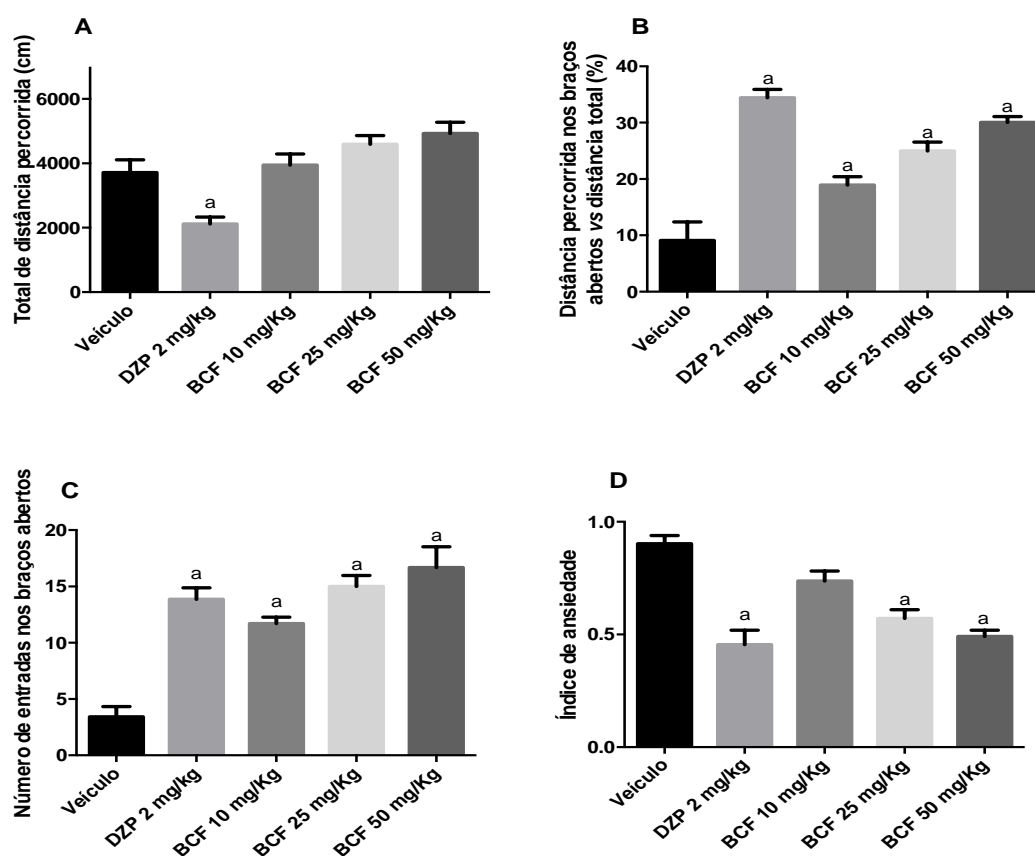 A
Total de distância percorrida (cm)
6000
4000
2000
0
a
Veículo
DZP 2 mg/kg
BCF 10 mg/Kg
BCF 25 mg/Kg
BCF 50 mg/Kg
B
Distância percorrida nos braços
abertos vs distância total (%)
40
30
20
10
0
a
a
a
a
Veículo
DZP 2 mg/kg
BCF 10 mg/Kg
BCF 25 mg/Kg
BCF 50 mg/Kg
C
Número de entradas nos braços abertos
20
15
10
5
0
a
a
a
a
Veículo
DZP 2 mg/kg
BCF 10 mg/Kg
BCF 25 mg/Kg
BCF 50 mg/Kg
D
Índice de ansiedade
1.0
0.5
0.0
a
a
a
Veículo
DZP 2 mg/kg
BCF 10 mg/Kg
BCF 25 mg/Kg
BCF 50 mg/Kg